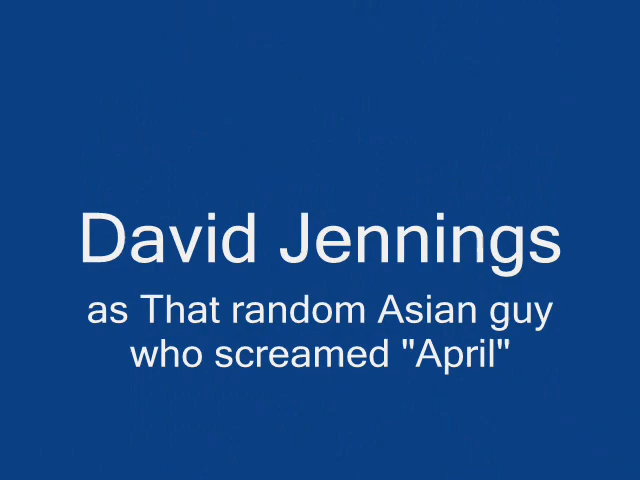 David Jennings
as That random Asian guy
who screamed "April"